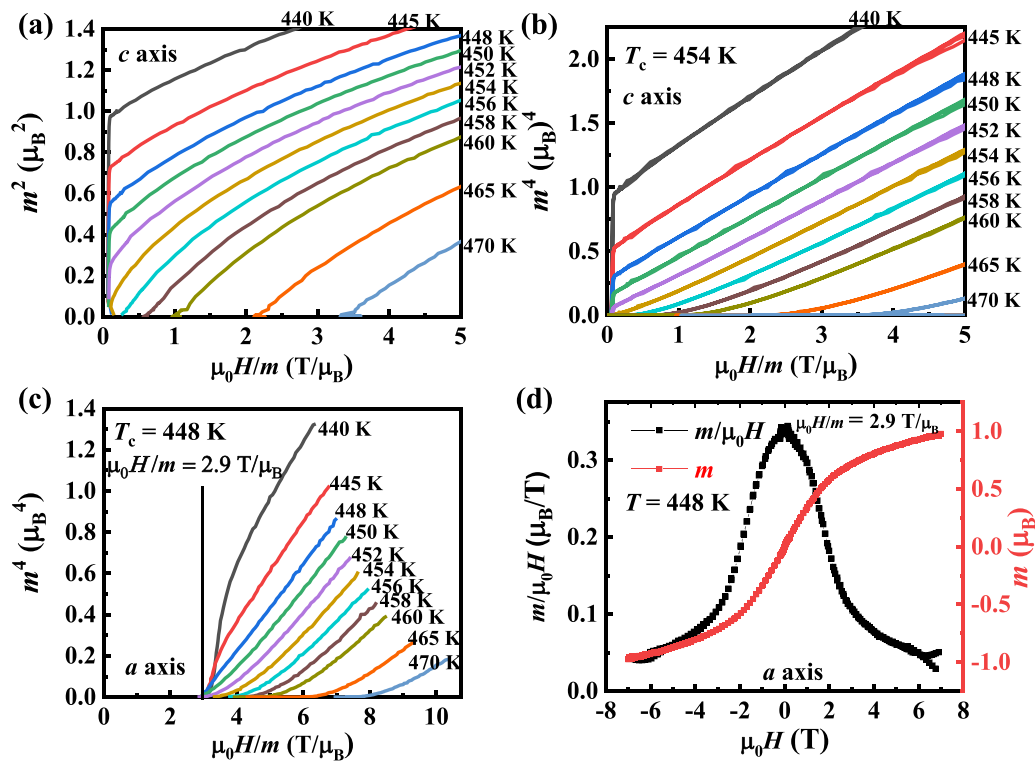 (a)
440 K
445 K
448 K
450 K
452 K
454 K
456 K
458 K
460 K
465 K
470 K
c axis
1.4
1.2
1.0
0.8
0.6
0.4
0.2
0.0
m² (μB²)
0 1 2 3 4 5
μ₀H/m (T/μB)
(b)
440 K
445 K
448 K
450 K
452 K
454 K
456 K
458 K
460 K
465 K
470 K
Tc = 454 K
c axis
2.0
1.5
1.0
0.5
0.0
m⁴ (μB)⁴
0 1 2 3 4 5
μ₀H/m (T/μB)
(c)
Tc = 448 K
μ₀H/m = 2.9 T/μB
440 K
445 K
448 K
450 K
452 K
454 K
456 K
458 K
460 K
465 K
470 K
a axis
1.4
1.2
1.0
0.8
0.6
0.4
0.2
0.0
m⁴ (μB⁴)
0 2 4 6 8 10
μ₀H/m (T/μB)
(d)
m/μ₀H
m
μ₀H/m = 2.9 T/μB
T = 448 K
a axis
0.3
0.2
0.1
0.0
m/μ₀H (μB/T)
1.0
0.5
0.0
-0.5
-1.0
m (μB)
-8 -6 -4 -2 0 2 4 6 8
μ₀H (T)